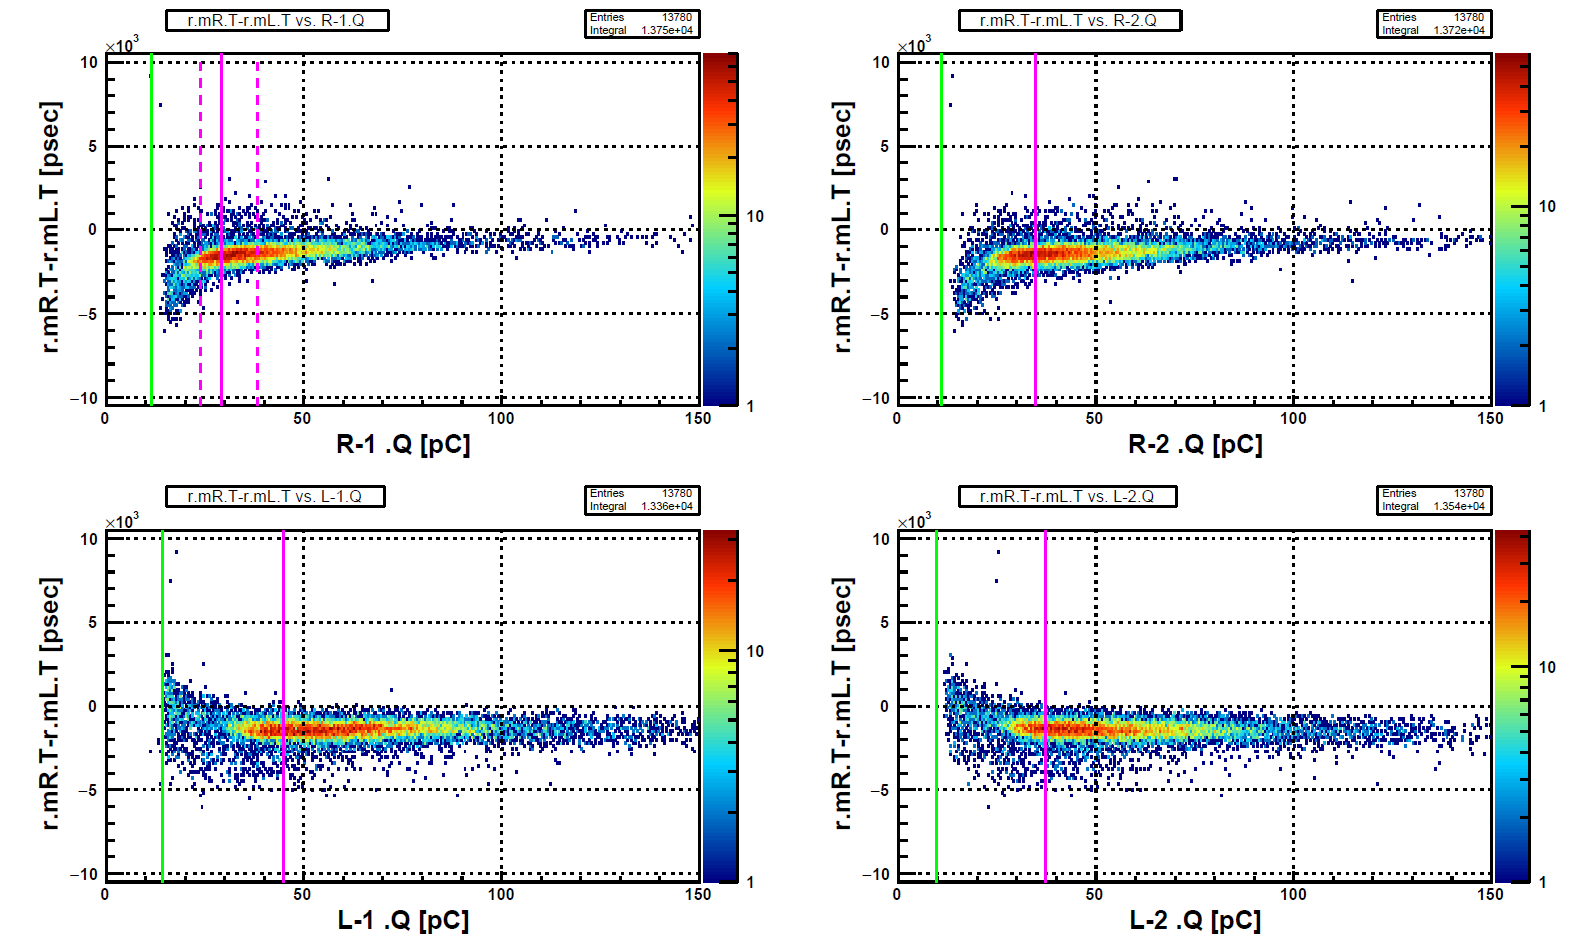 r.mR.T-r.mL.T vs. R-1.Q
Entries 13780
Integral 1.375e+04
×10³
10
5
0
−5
−10
r.mR.T-r.mL.T [psec]
0 50 100 150
R-1 .Q [pC]
10
1
r.mR.T-r.mL.T vs. R-2.Q
Entries 13780
Integral 1.372e+04
×10³
10
5
0
−5
−10
r.mR.T-r.mL.T [psec]
0 50 100 150
R-2 .Q [pC]
10
1
r.mR.T-r.mL.T vs. L-1.Q
Entries 13780
Integral 1.336e+04
×10³
10
5
0
−5
−10
r.mR.T-r.mL.T [psec]
0 50 100 150
L-1 .Q [pC]
10
1
r.mR.T-r.mL.T vs. L-2.Q
Entries 13780
Integral 1.354e+04
×10³
10
5
0
−5
−10
r.mR.T-r.mL.T [psec]
0 50 100 150
L-2 .Q [pC]
10
1